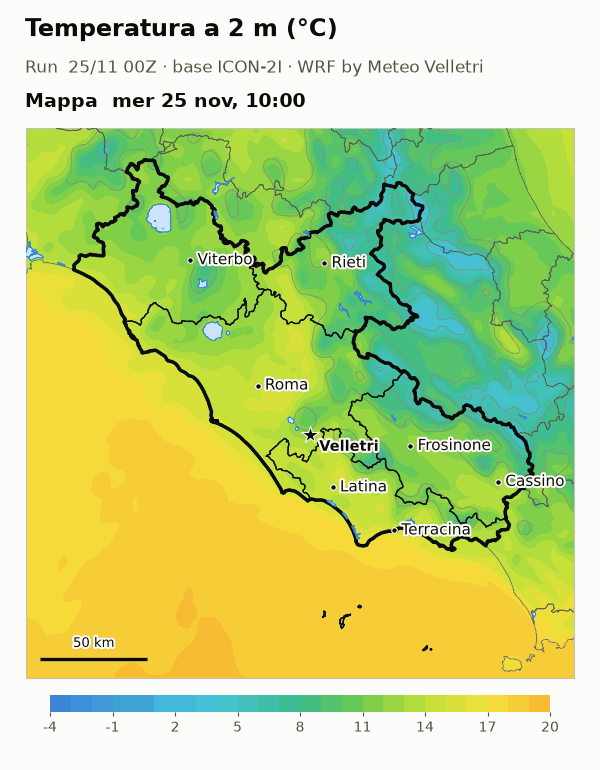 Temperatura a 2 m (°C)
Run  25/11 00Z · base ICON-2I · WRF by Meteo Velletri
Mappa  mer 25 nov, 10:00
Viterbo
Rieti
Roma
Velletri
Frosinone
Cassino
Latina
Terracina
50 km
-4 -1 2 5 8 11 14 17 20